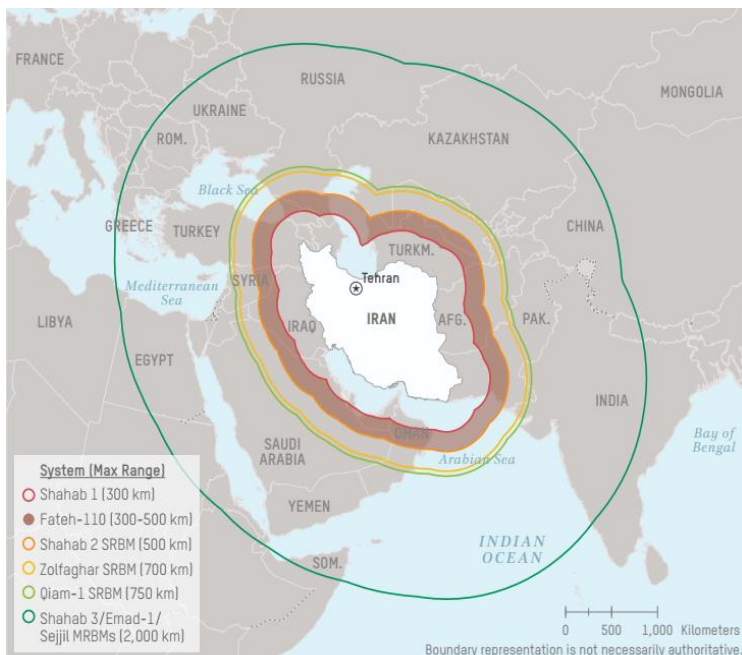 FRANCE
RUSSIA
MONGOLIA
UKRAINE
KAZAKHSTAN
ROM.
Black Sea
GREECE
TURKEY
TURKM.
CHINA
Tehran
Mediterranean
Sea
SYRIA
IRAQ
IRAN
AFG.
PAK.
LIBYA
EGYPT
INDIA
SAUDI
ARABIA
OMAN
Arabian Sea
Bay of
Bengal
YEMEN
SOM.
INDIAN
OCEAN
System (Max Range)
Shahab 1 (300 km)
Fateh-110 (300-500 km)
Shahab 2 SRBM (500 km)
Zolfaghar SRBM (700 km)
Qiam-1 SRBM (750 km)
Shahab 3/Emad-1/
Sejjil MRBMs (2,000 km)
0 500 1,000 Kilometers
Boundary representation is not necessarily authoritative.